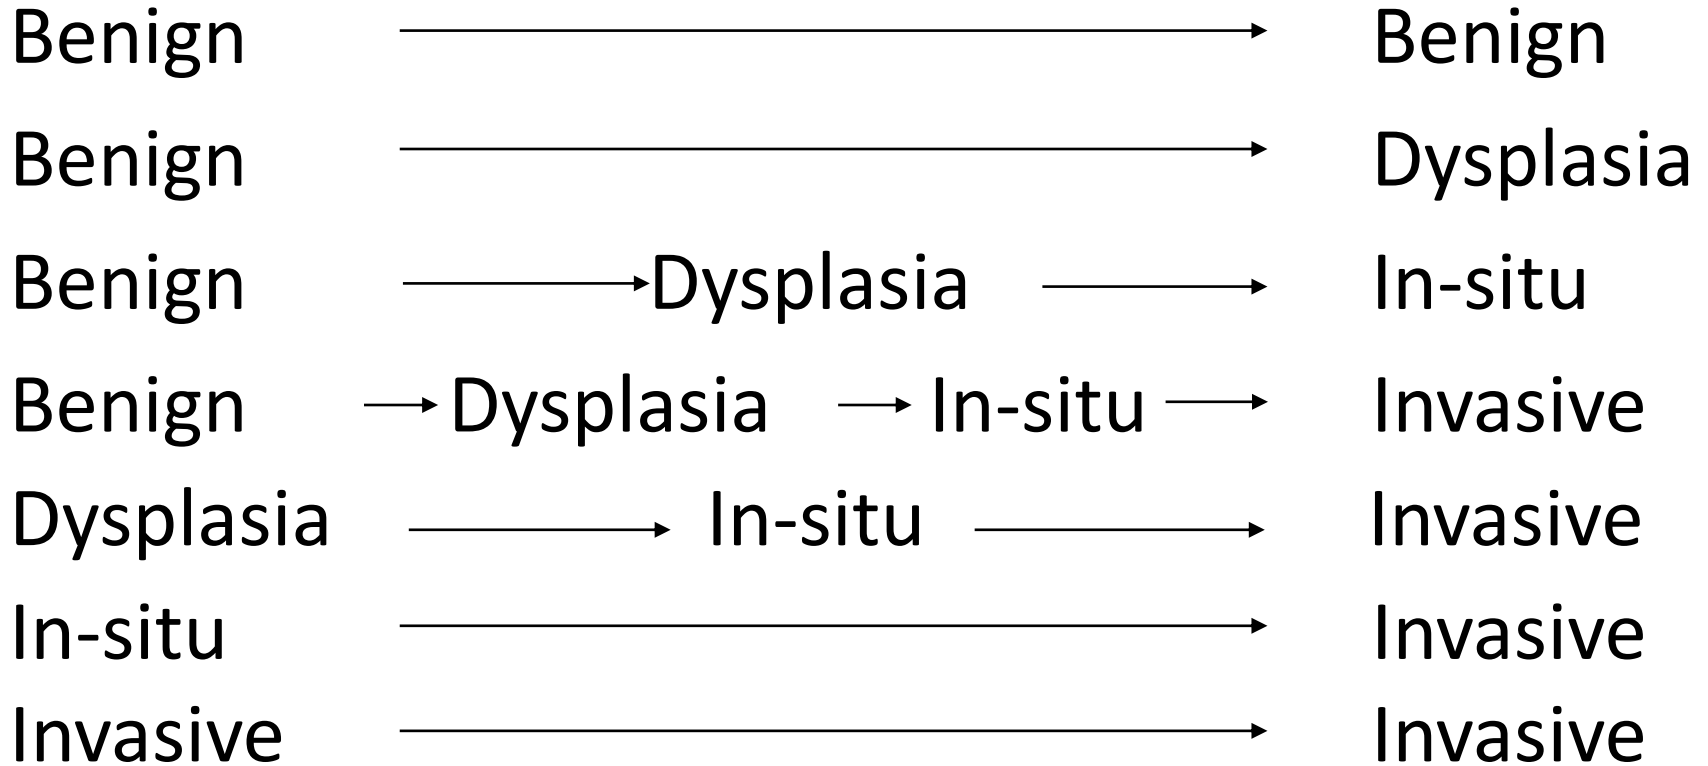 Benign Benign
Benign Dysplasia
Benign Dysplasia In-situ
Benign Dysplasia In-situ Invasive
Dysplasia In-situ Invasive
In-situ Invasive
Invasive Invasive